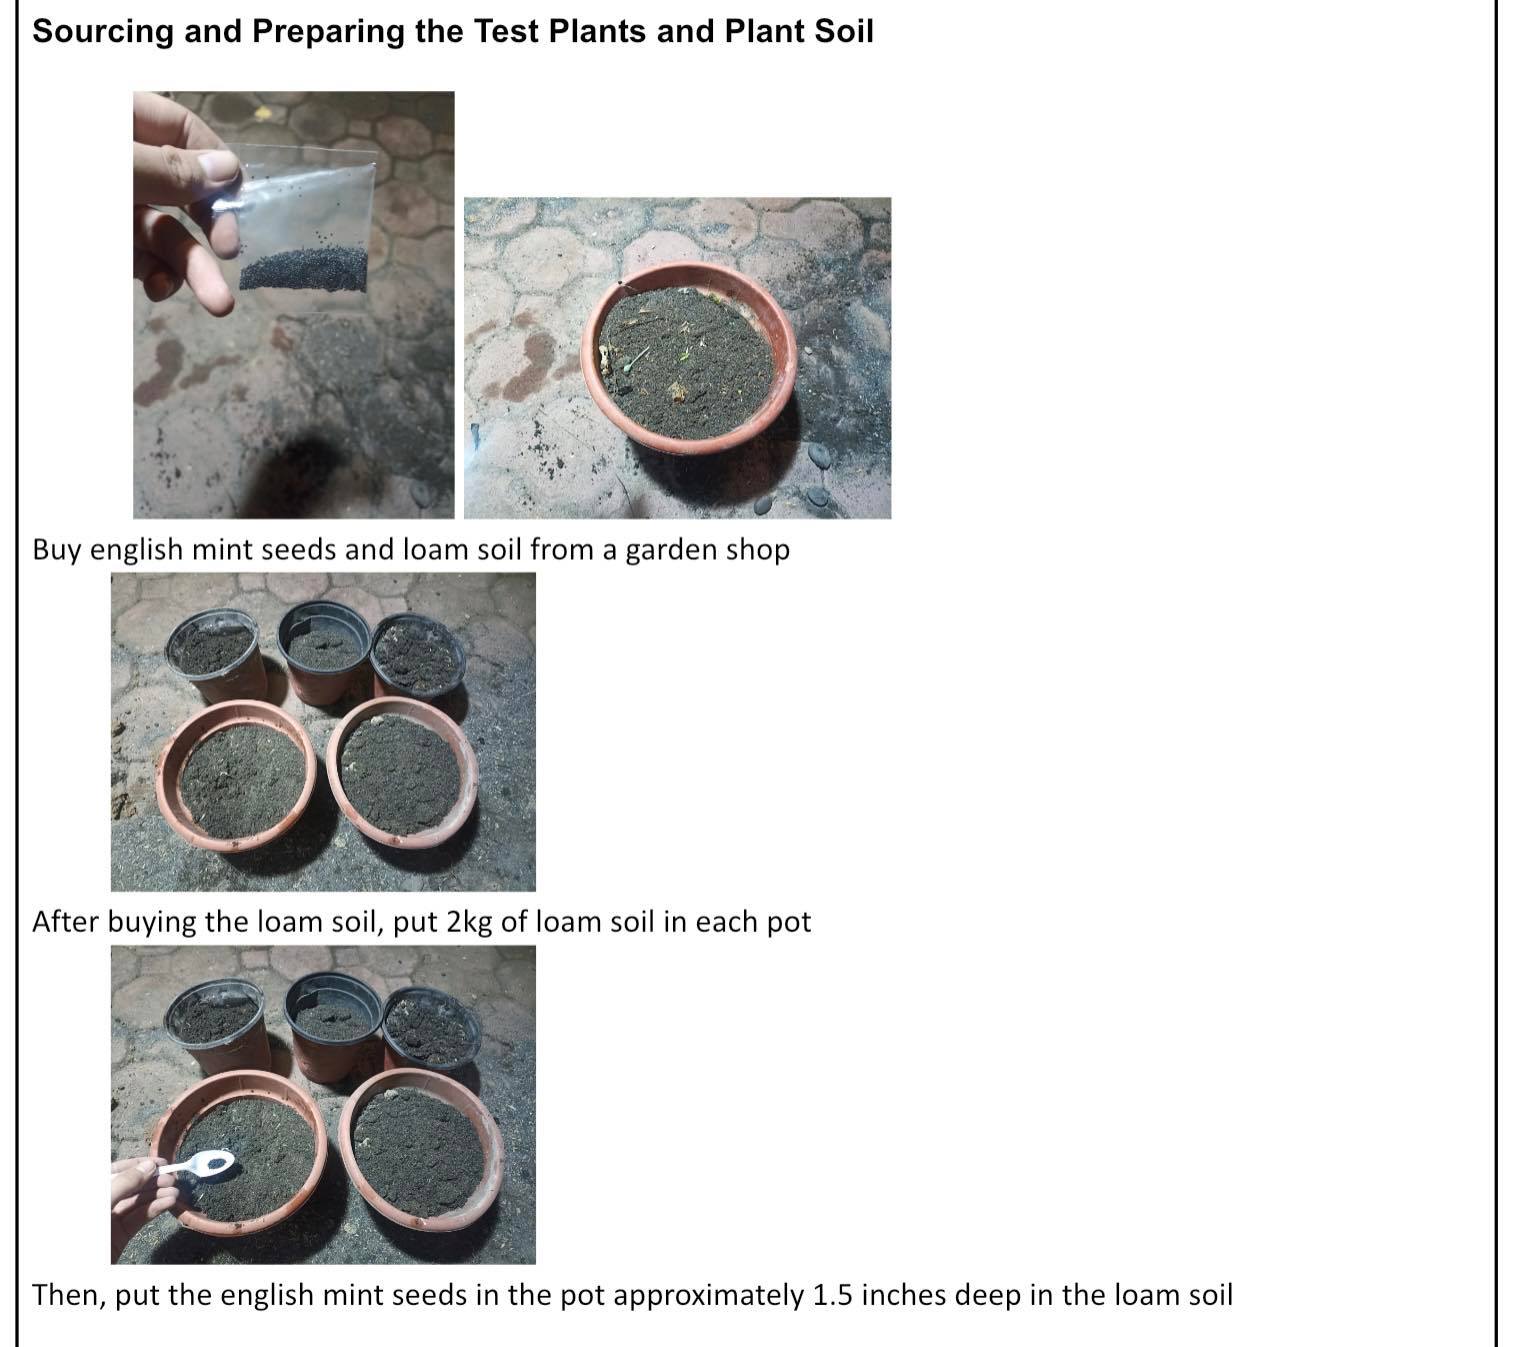 Sourcing and Preparing the Test Plants and Plant Soil
Buy english mint seeds and loam soil from a garden shop
After buying the loam soil, put 2kg of loam soil in each pot
Then, put the english mint seeds in the pot approximately 1.5 inches deep in the loam soil